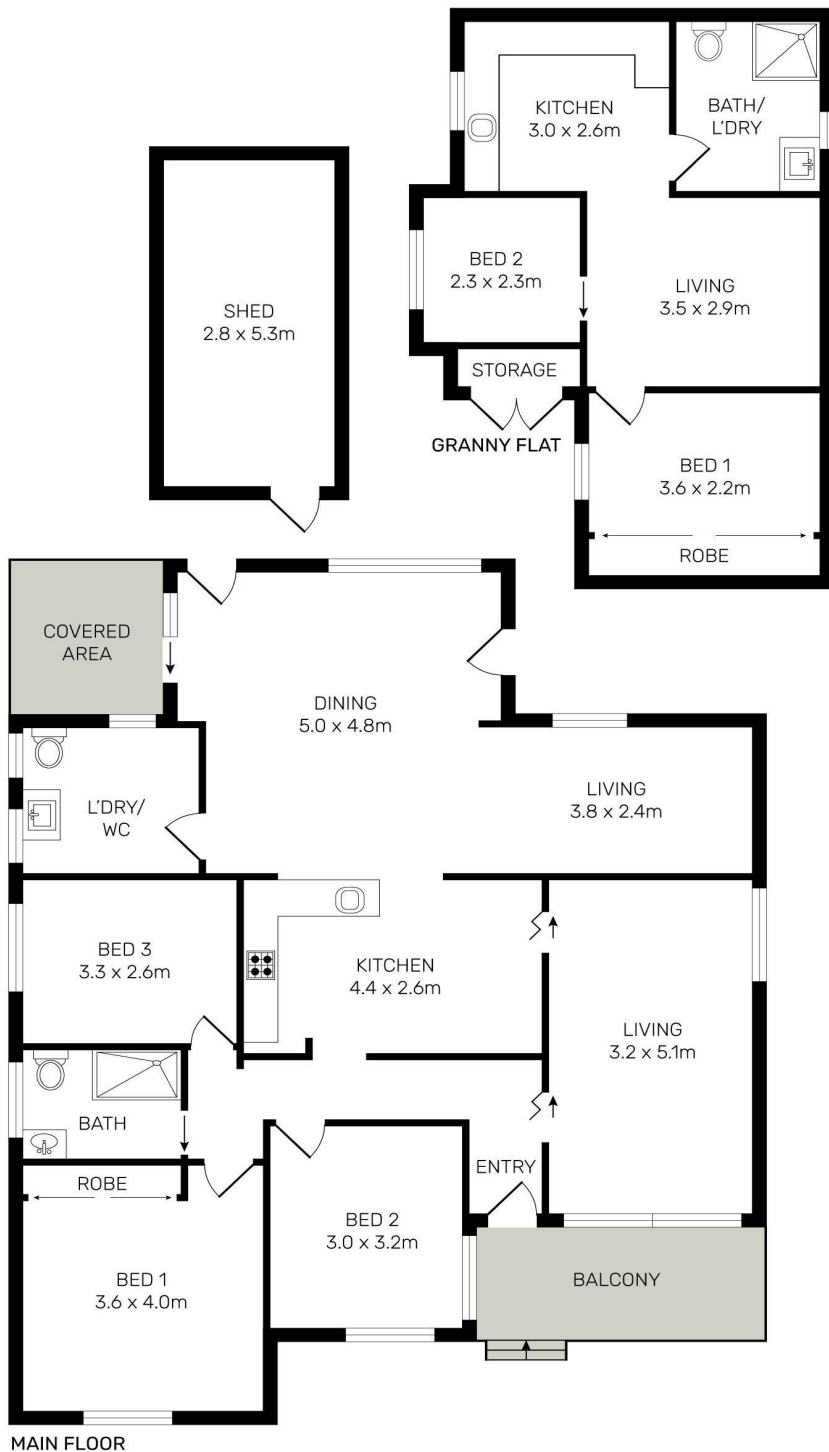 KITCHEN
3.0 x 2.6m
BATH/
L'DRY
BED 2
2.3 x 2.3m
LIVING
3.5 x 2.9m
STORAGE
GRANNY FLAT
BED 1
3.6 x 2.2m
ROBE
SHED
2.8 x 5.3m
COVERED
AREA
DINING
5.0 x 4.8m
L'DRY/
WC
LIVING
3.8 x 2.4m
BED 3
3.3 x 2.6m
KITCHEN
4.4 x 2.6m
LIVING
3.2 x 5.1m
BATH
ENTRY
ROBE
BED 2
3.0 x 3.2m
BED 1
3.6 x 4.0m
BALCONY
MAIN FLOOR